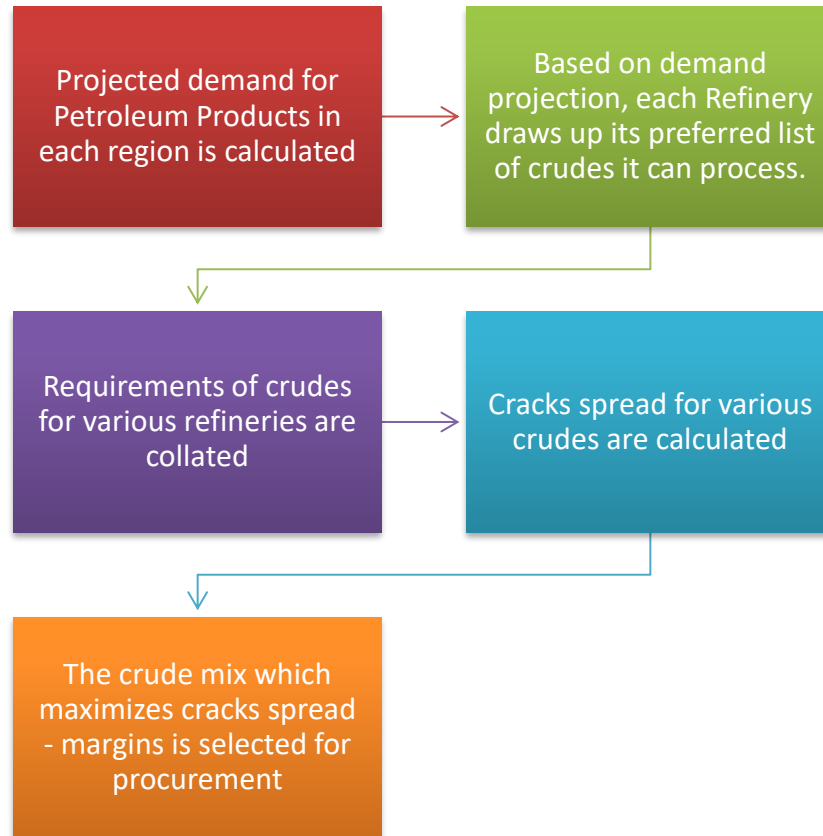 Projected demand for
Petroleum Products in
each region is calculated
Based on demand
projection, each Refinery
draws up its preferred list
of crudes it can process.
Requirements of crudes
for various refineries are
collated
Cracks spread for various
crudes are calculated
The crude mix which
maximizes cracks spread
- margins is selected for
procurement